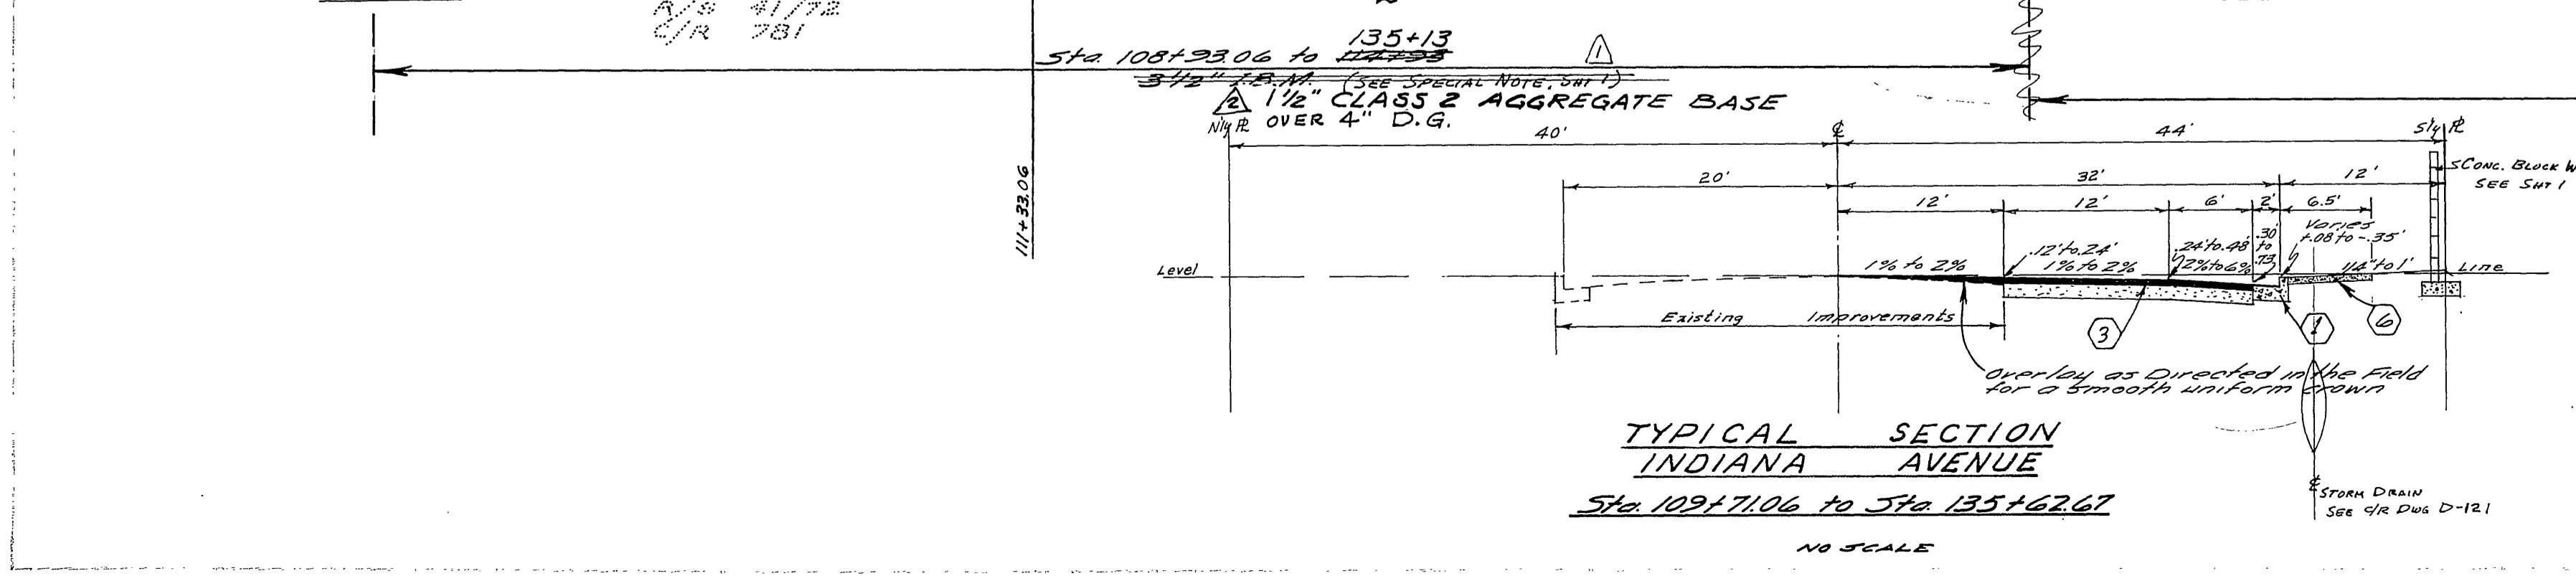 R/S 41/72
C/R 781
135+13
Sta. 108+93.06 to 114+93
1
3 1/2" I.B.M. (SEE SPECIAL NOTE, SHT 1)
2 1 1/2" CLASS 2 AGGREGATE BASE
OVER 4" D.G.
N'ly PL
40'
CL
44'
S'ly PL
111+33.06
20'
32'
12'
CONC. BLOCK W
SEE SHT 1
12'
12'
6'
2'
6.5'
Varies
+.08 to -.35'
.12' to .24'
.24' to .48'
.30' to .73'
Level
1% to 2%
1% to 2%
2% to 6%
1/4" to 1'
Line
Existing Improvements
3
1
6
Overlay as Directed in the Field
for a smooth uniform crown
TYPICAL SECTION
INDIANA AVENUE
Sta. 109+71.06 to Sta. 135+62.67
CL STORM DRAIN
SEE C/R DWG D-121
NO SCALE